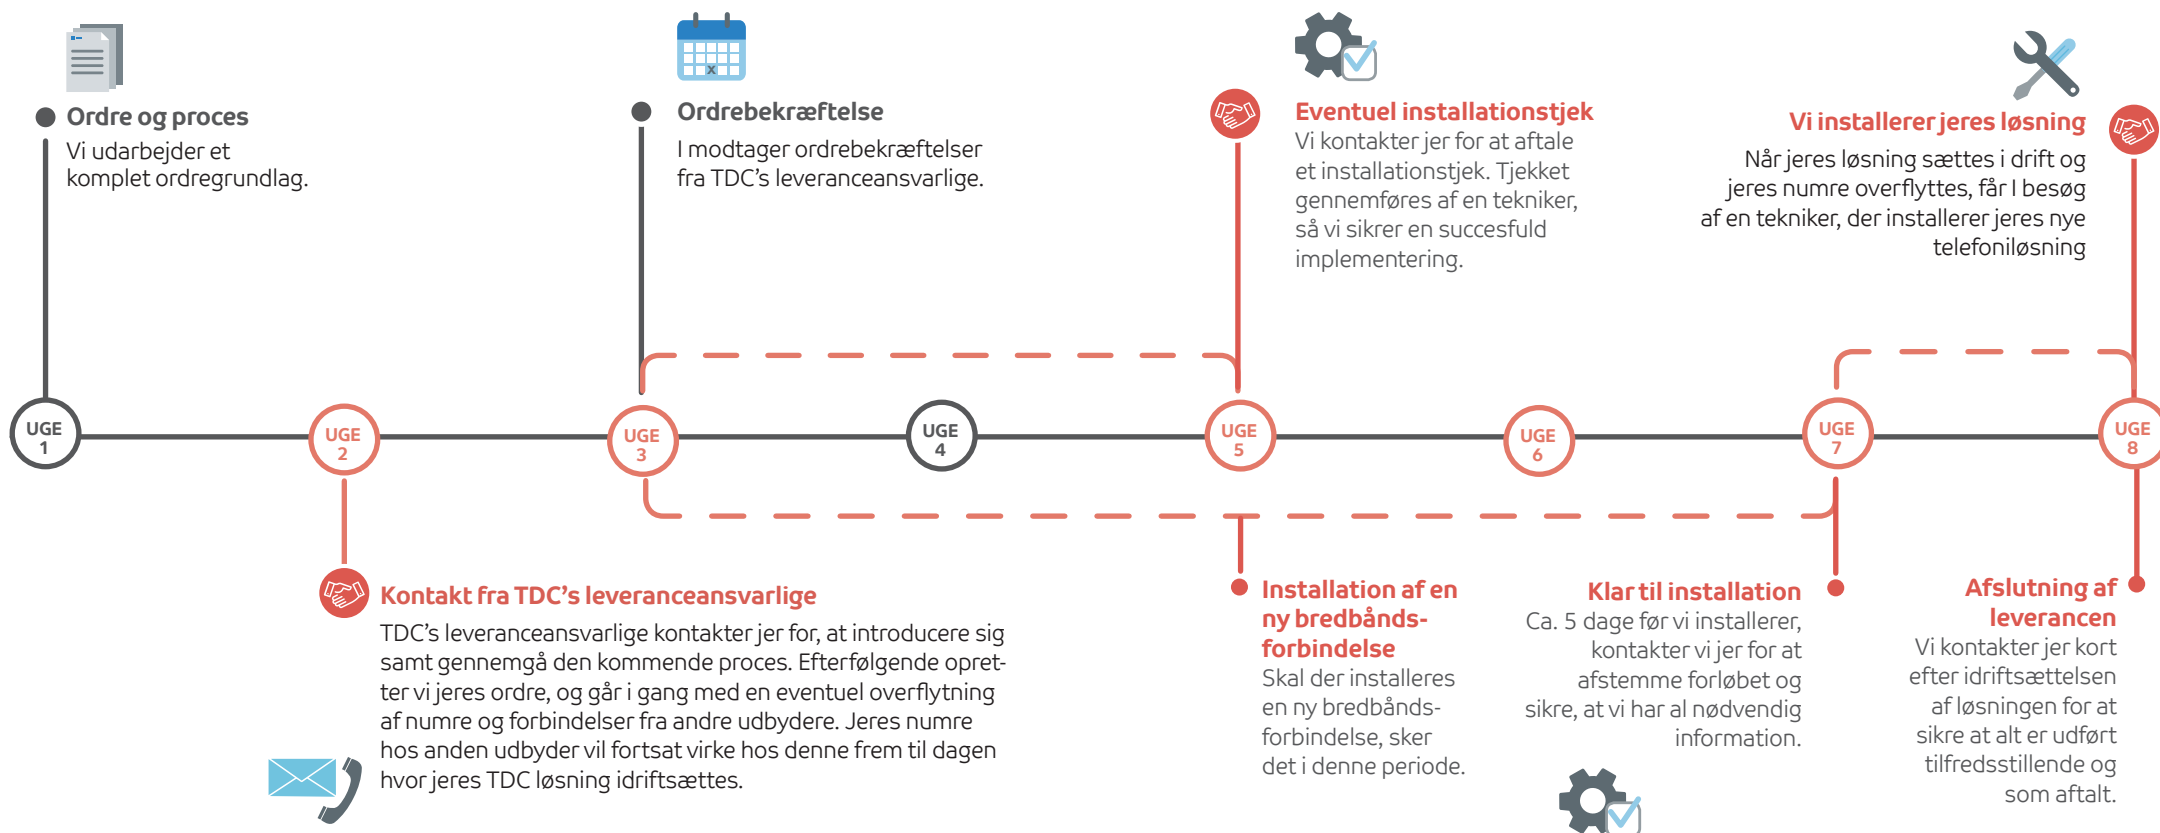 Ordre og proces
Vi udarbejder et
komplet ordregrundlag.
x
Ordrebekræftelse
I modtager ordrebekræftelser
fra TDC’s leveranceansvarlige.
Eventuel installationstjek
Vi kontakter jer for at aftale
et installationstjek. Tjekket
gennemføres af en tekniker,
så vi sikrer en succesfuld
implementering.
Vi installerer jeres løsning
Når jeres løsning sættes i drift og
jeres numre overflyttes, får I besøg
af en tekniker, der installerer jeres nye
telefoniløsning
UGE
1
UGE
2
UGE
3
UGE
4
UGE
5
UGE
6
UGE
7
UGE
8
Kontakt fra TDC’s leveranceansvarlige
TDC’s leveranceansvarlige kontakter jer for, at introducere sig
samt gennemgå den kommende proces. Efterfølgende opret-
ter vi jeres ordre, og går i gang med en eventuel overflytning
af numre og forbindelser fra andre udbydere. Jeres numre
hos anden udbyder vil fortsat virke hos denne frem til dagen
hvor jeres TDC løsning idriftsættes.
Installation af en
ny bredbånds-
forbindelse
Skal der installeres
en ny bredbånds-
forbindelse, sker
det i denne periode.
Klar til installation
Ca. 5 dage før vi installerer,
kontakter vi jer for at
afstemme forløbet og
sikre, at vi har al nødvendig
information.
Afslutning af
leverancen
Vi kontakter jer kort
efter idriftsættelsen
af løsningen for at
sikre at alt er udført
tilfredsstillende og
som aftalt.